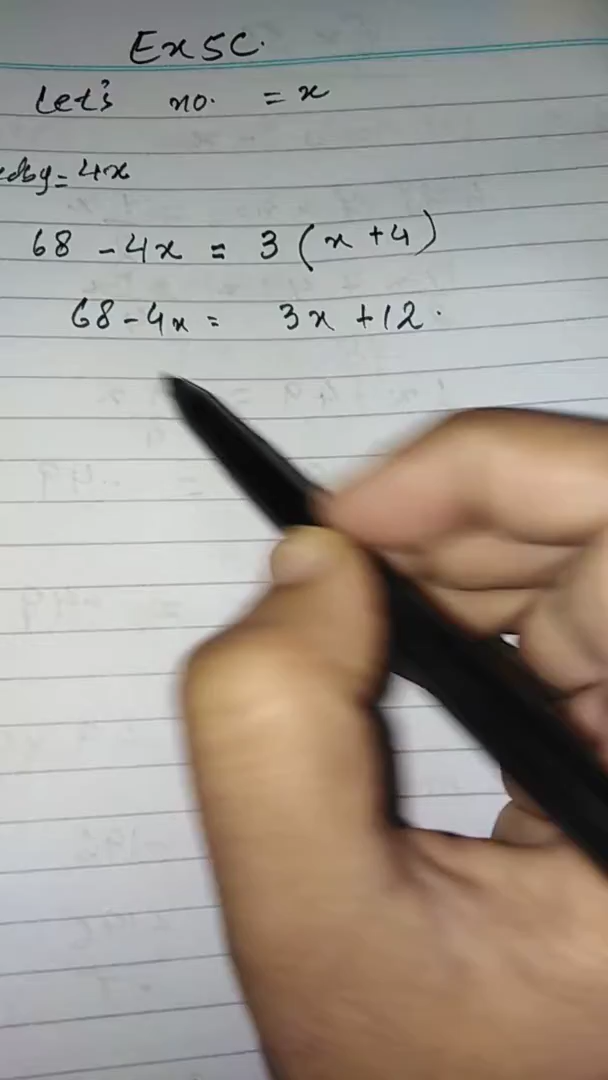 Ex 5C.
Let's no. = x
= 4x
68 - 4x = 3 (x + 4)
68 - 4x = 3x + 12.